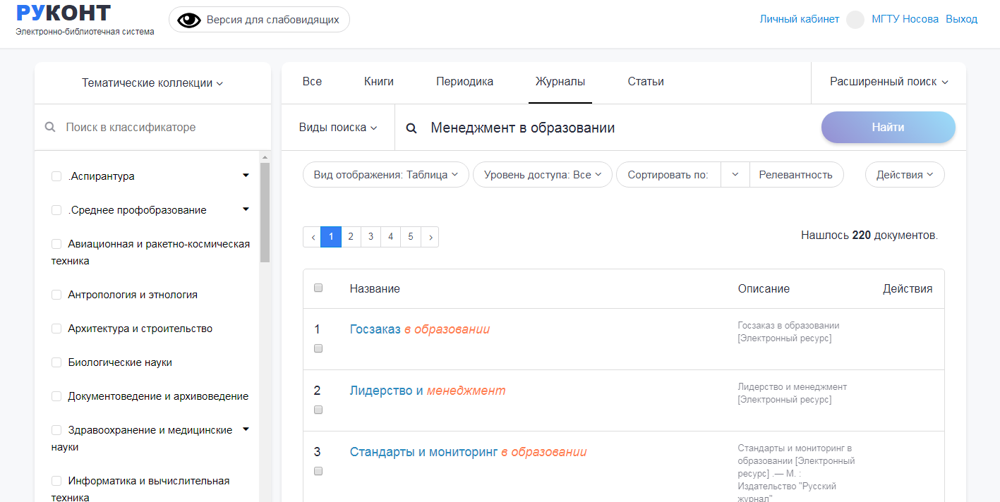 РУКОНТ
Электронно-библиотечная система
Версия для слабовидящих
Личный кабинет
МГТУ Носова
Выход
Тематические коллекции
Поиск в классификаторе
.Аспирантура
.Среднее профобразование
Авиационная и ракетно-космическая
техника
Антропология и этнология
Архитектура и строительство
Биологические науки
Документоведение и архивоведение
Здравоохранение и медицинские
науки
Информатика и вычислительная
техника
Все
Книги
Периодика
Журналы
Статьи
Расширенный поиск
Виды поиска
Менеджмент в образовании
Найти
Вид отображения: Таблица
Уровень доступа: Все
Сортировать по:
Релевантность
Действия
‹ 1 2 3 4 5 ›
Нашлось 220 документов.
Название
Описание
Действия
1
Госзаказ в образовании
Госзаказ в образовании
[Электронный ресурс]
2
Лидерство и менеджмент
Лидерство и менеджмент
[Электронный ресурс]
3
Стандарты и мониторинг в образовании
Стандарты и мониторинг в
образовании [Электронный
ресурс] .— М. :
Издательство "Русский
журнал"